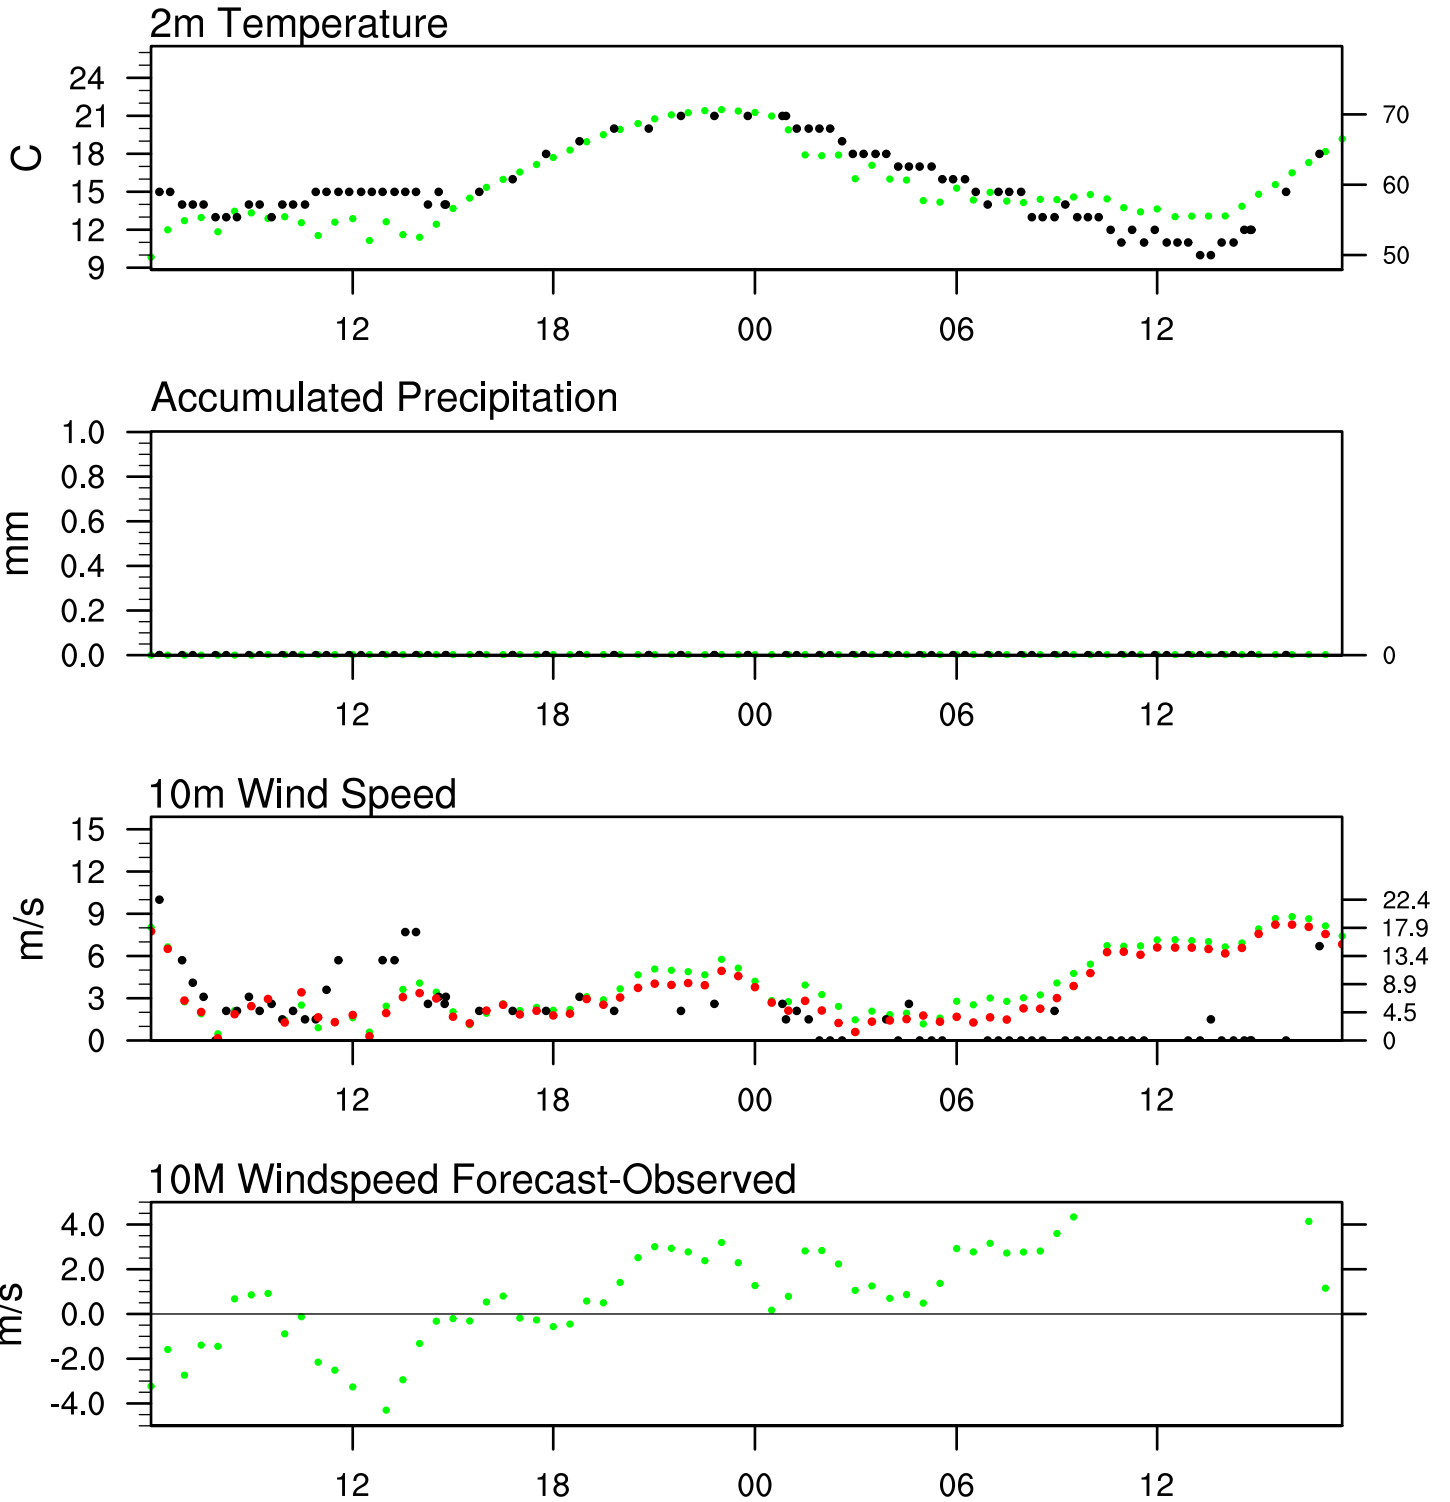 2m Temperature
24
21
18
15
12
9
C
70
60
50
12 18 00 06 12
Accumulated Precipitation
1.0
0.8
0.6
0.4
0.2
0.0
mm
0
12 18 00 06 12
10m Wind Speed
15
12
9
6
3
0
m/s
22.4
17.9
13.4
8.9
4.5
0
12 18 00 06 12
10M Windspeed Forecast-Observed
4.0
2.0
0.0
-2.0
-4.0
m/s
12 18 00 06 12